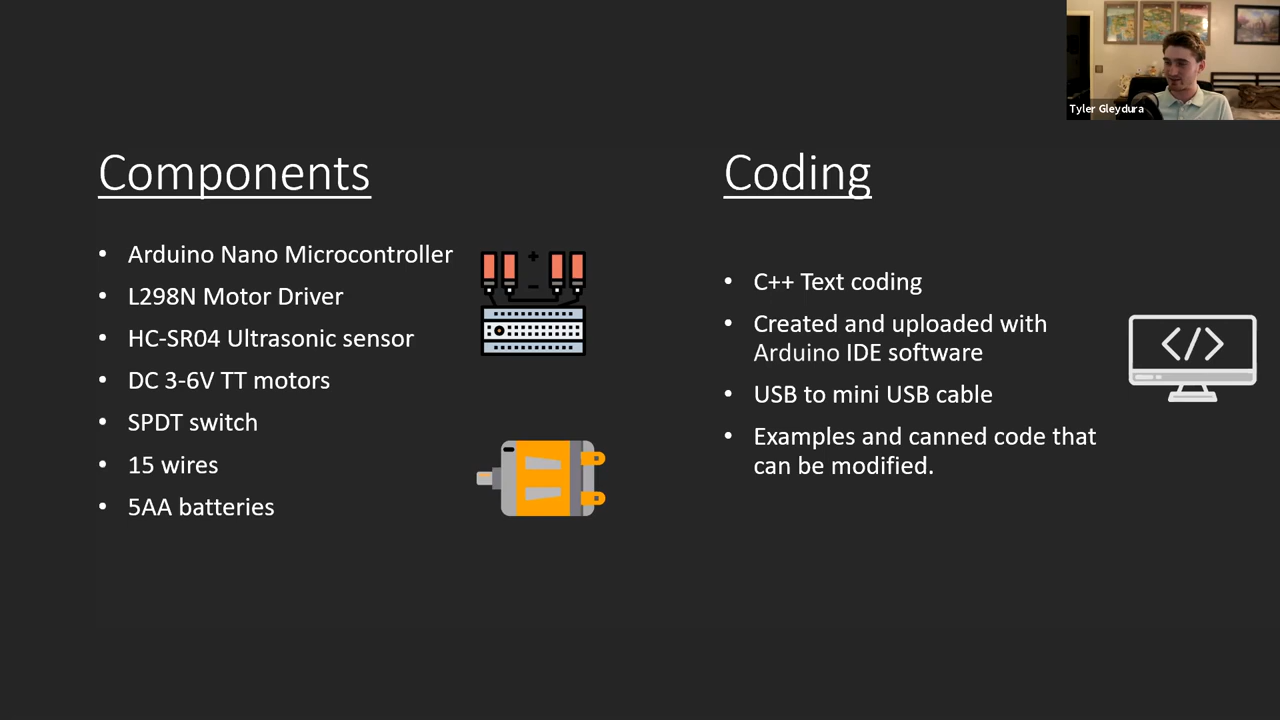 Tyler Gleydura
Components
• Arduino Nano Microcontroller
• L298N Motor Driver
• HC-SR04 Ultrasonic sensor
• DC 3-6V TT motors
• SPDT switch
• 15 wires
• 5AA batteries
+
–
Coding
• C++ Text coding
• Created and uploaded with
Arduino IDE software
• USB to mini USB cable
• Examples and canned code that
can be modified.
</>